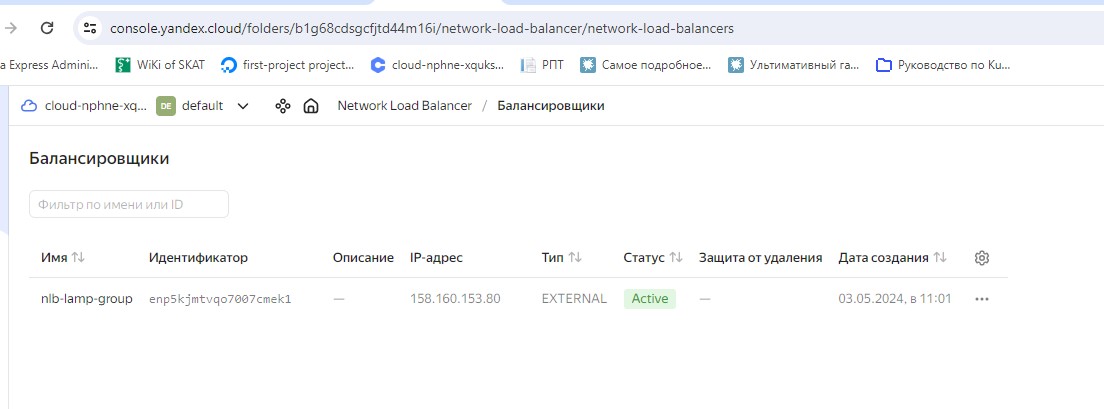 console.yandex.cloud/folders/b1g68cdsgcfjtd44m16i/network-load-balancer/network-load-balancers
a Express Admini... WiKi of SKAT first-project project... cloud-nphne-xquks... РПТ Самое подробное... Ультимативный га... Руководство по Ku...
cloud-nphne-xq... DE default Network Load Balancer / Балансировщики
Балансировщики
Фильтр по имени или ID
Имя Идентификатор Описание IP-адрес Тип Статус Защита от удаления Дата создания
nlb-lamp-group enp5kjmtvqo7007cmek1 — 158.160.153.80 EXTERNAL Active — 03.05.2024, в 11:01